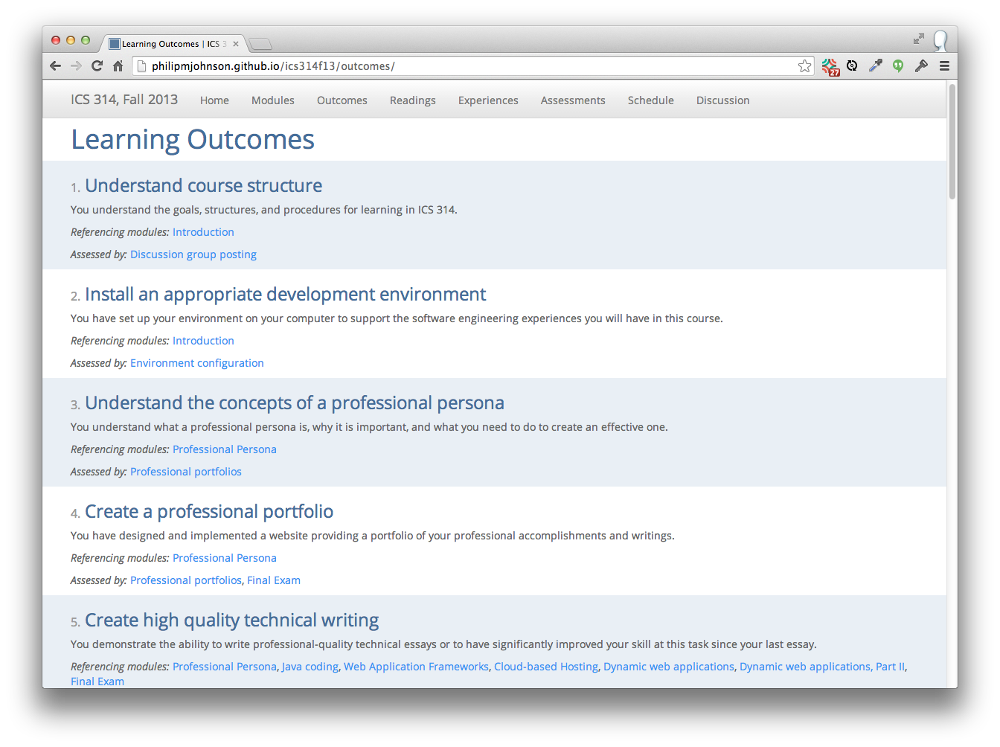 Learning Outcomes | ICS 3
philipmjohnson.github.io/ics314f13/outcomes/
27
ICS 314, Fall 2013 Home Modules Outcomes Readings Experiences Assessments Schedule Discussion
Learning Outcomes
1. Understand course structure
You understand the goals, structures, and procedures for learning in ICS 314.
Referencing modules: Introduction
Assessed by: Discussion group posting
2. Install an appropriate development environment
You have set up your environment on your computer to support the software engineering experiences you will have in this course.
Referencing modules: Introduction
Assessed by: Environment configuration
3. Understand the concepts of a professional persona
You understand what a professional persona is, why it is important, and what you need to do to create an effective one.
Referencing modules: Professional Persona
Assessed by: Professional portfolios
4. Create a professional portfolio
You have designed and implemented a website providing a portfolio of your professional accomplishments and writings.
Referencing modules: Professional Persona
Assessed by: Professional portfolios, Final Exam
5. Create high quality technical writing
You demonstrate the ability to write professional-quality technical essays or to have significantly improved your skill at this task since your last essay.
Referencing modules: Professional Persona, Java coding, Web Application Frameworks, Cloud-based Hosting, Dynamic web applications, Dynamic web applications, Part II,
Final Exam